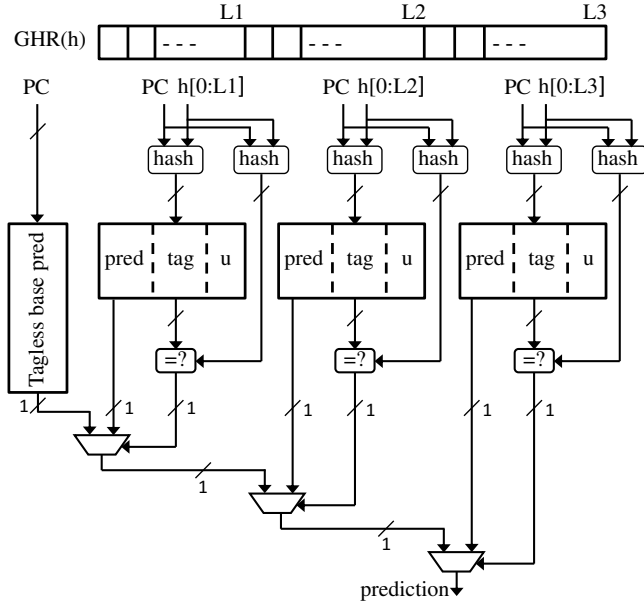 L1 L2 L3
GHR(h) - - - - - - - - -
PC PC h[0:L1] PC h[0:L2] PC h[0:L3]
hash hash hash hash hash hash
Tagless base pred
pred tag u pred tag u pred tag u
=? =? =?
1 1 1 1 1 1 1
1
1
prediction